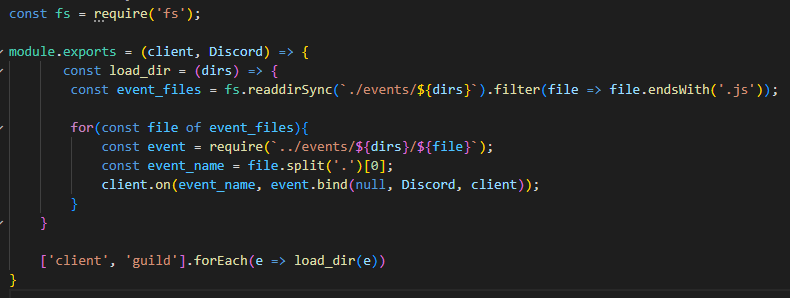 const fs = require('fs');
module.exports = (client, Discord) => {
const load_dir = (dirs) => {
const event_files = fs.readdirSync(`./events/${dirs}`).filter(file => file.endsWith('.js'));
for(const file of event_files){
const event = require(`../events/${dirs}/${file}`);
const event_name = file.split('.')[0];
client.on(event_name, event.bind(null, Discord, client));
}
}
['client', 'guild'].forEach(e => load_dir(e))
}